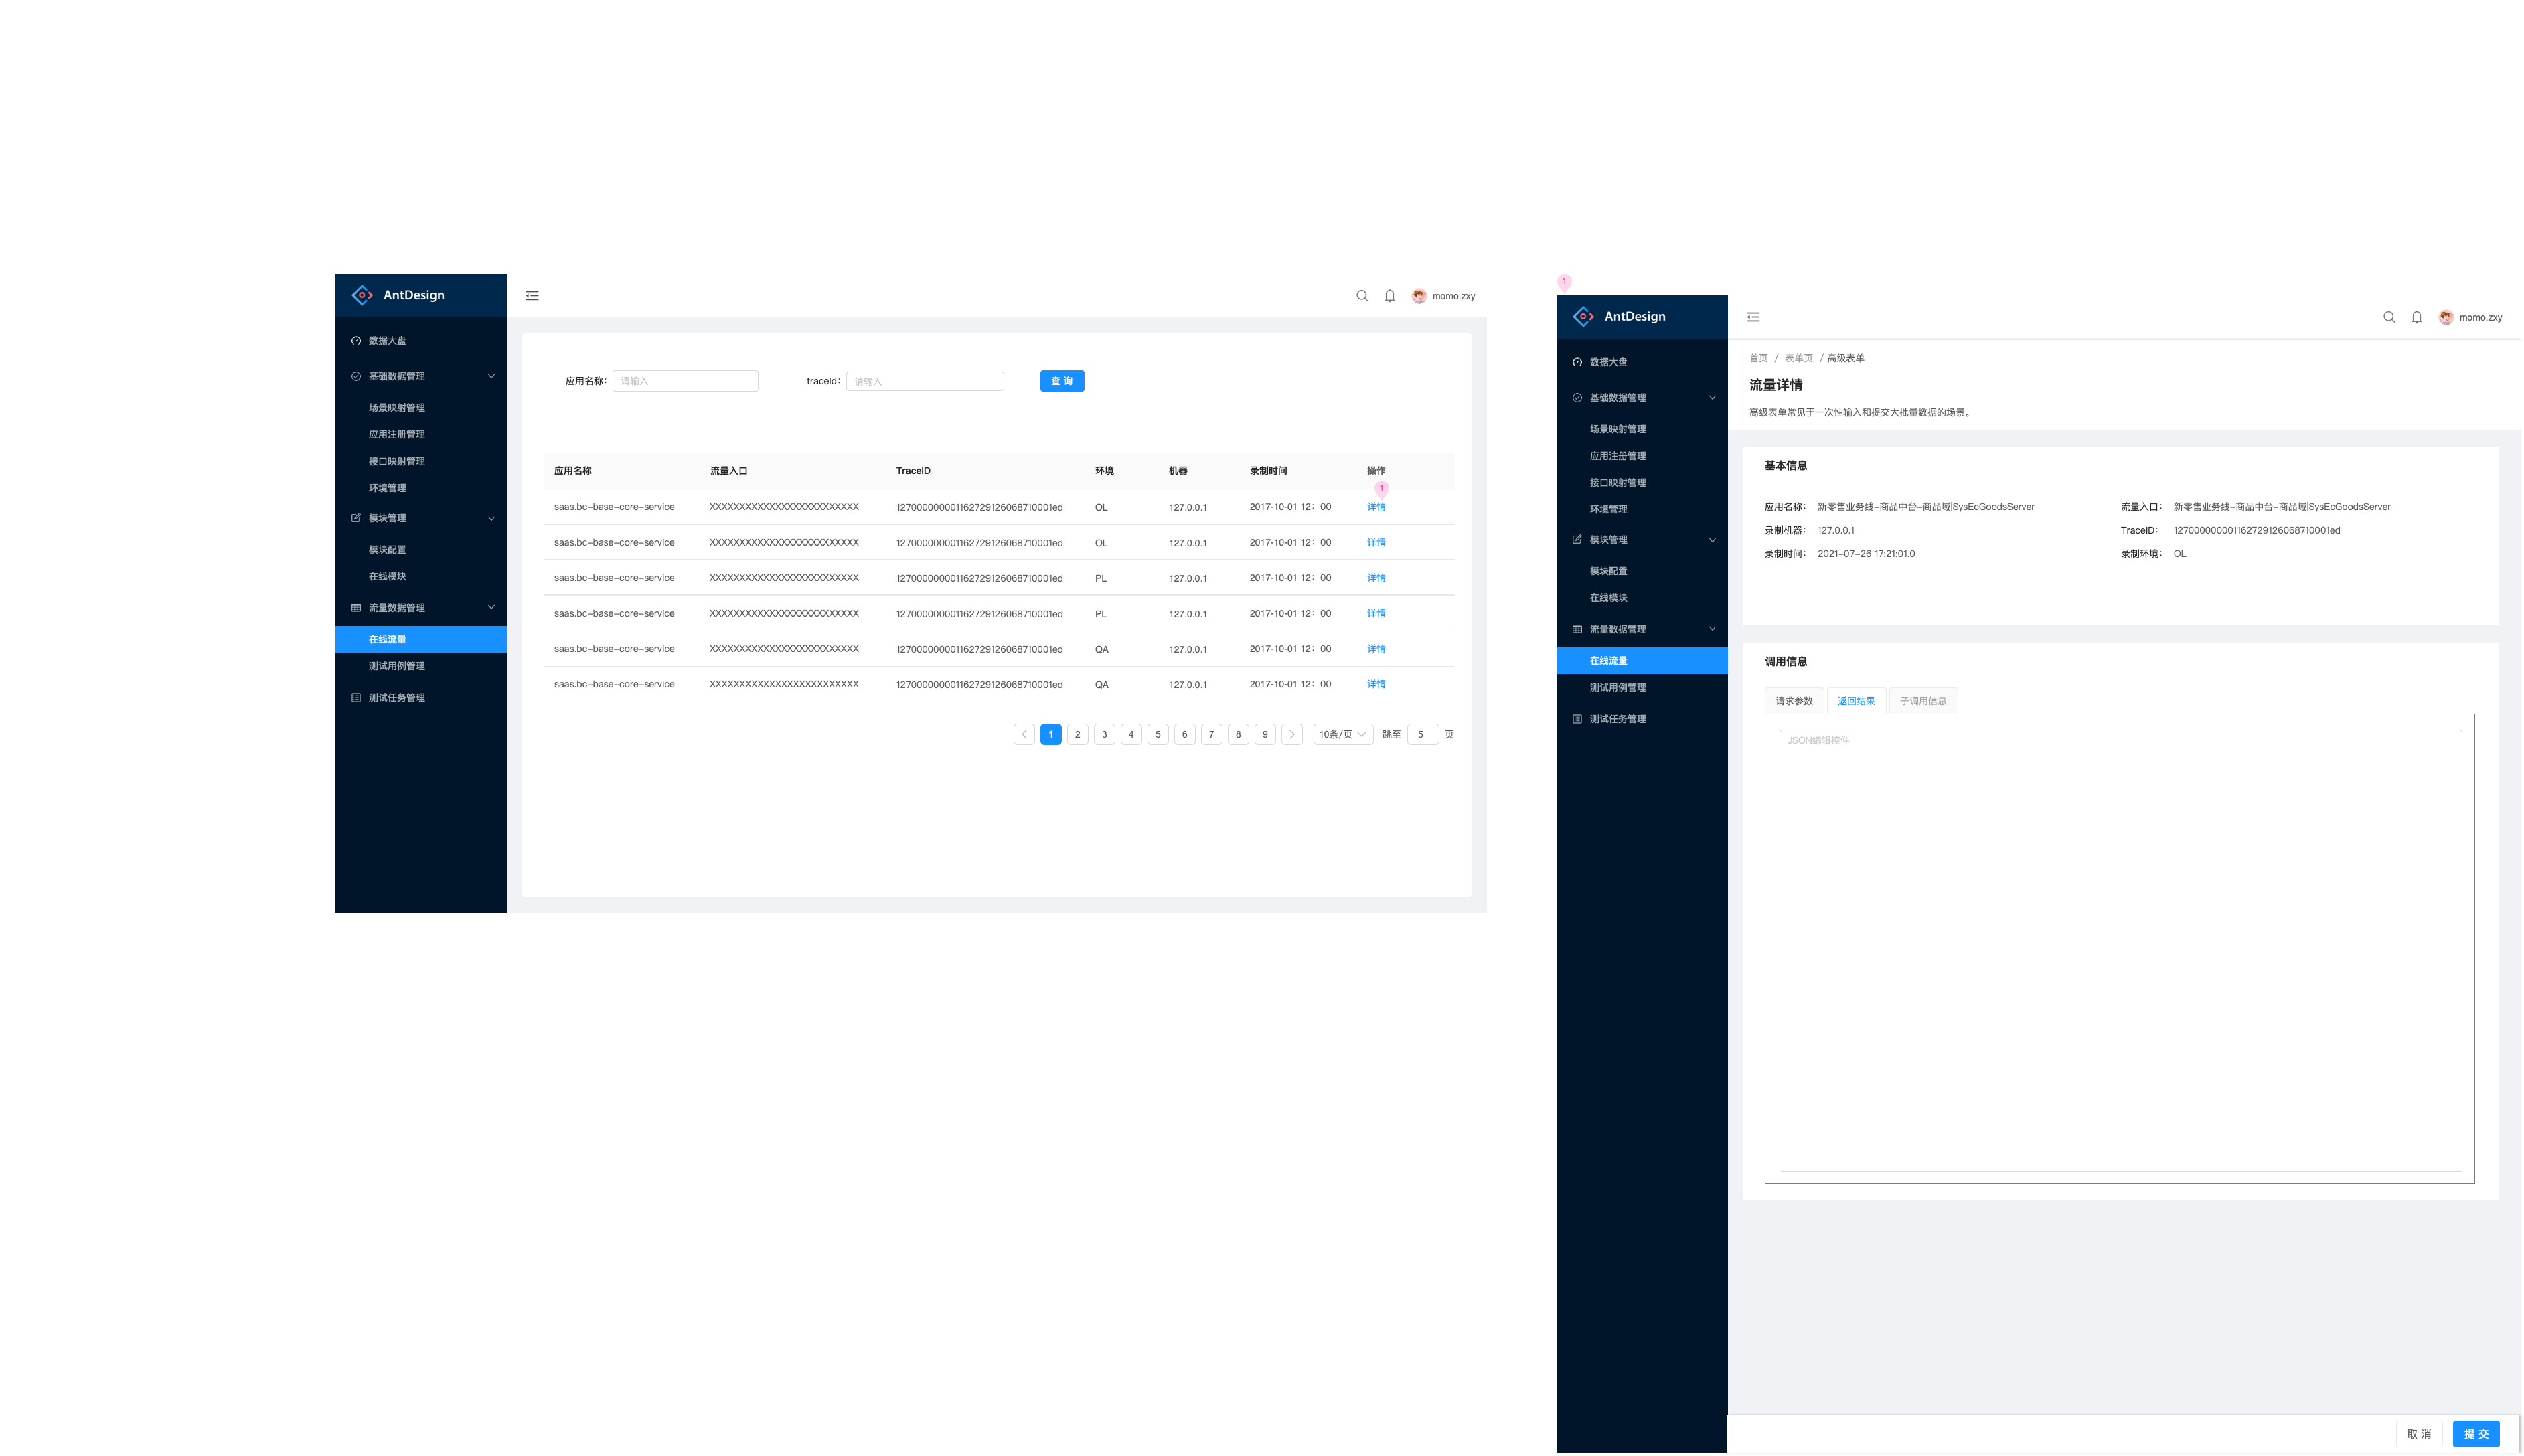 AntDesign
momo.zxy
数据大盘
基础数据管理
场景映射管理
应用注册管理
接口映射管理
环境管理
模块管理
模块配置
在线模块
流量数据管理
在线流量
测试用例管理
测试任务管理
应用名称： 请输入 traceId： 请输入 查 询
应用名称 流量入口 TraceID 环境 机器 录制时间 操作
1
saas.bc-base-core-service XXXXXXXXXXXXXXXXXXXXXXXXX 127000000001162729126068710001ed OL 127.0.0.1 2017-10-01 12：00 详情
saas.bc-base-core-service XXXXXXXXXXXXXXXXXXXXXXXXX 127000000001162729126068710001ed OL 127.0.0.1 2017-10-01 12：00 详情
saas.bc-base-core-service XXXXXXXXXXXXXXXXXXXXXXXXX 127000000001162729126068710001ed PL 127.0.0.1 2017-10-01 12：00 详情
saas.bc-base-core-service XXXXXXXXXXXXXXXXXXXXXXXXX 127000000001162729126068710001ed PL 127.0.0.1 2017-10-01 12：00 详情
saas.bc-base-core-service XXXXXXXXXXXXXXXXXXXXXXXXX 127000000001162729126068710001ed QA 127.0.0.1 2017-10-01 12：00 详情
saas.bc-base-core-service XXXXXXXXXXXXXXXXXXXXXXXXX 127000000001162729126068710001ed QA 127.0.0.1 2017-10-01 12：00 详情
1 2 3 4 5 6 7 8 9 10条/页 跳至 5 页
1
AntDesign
momo.zxy
数据大盘
基础数据管理
场景映射管理
应用注册管理
接口映射管理
环境管理
模块管理
模块配置
在线模块
流量数据管理
在线流量
测试用例管理
测试任务管理
首页 / 表单页 / 高级表单
流量详情
高级表单常见于一次性输入和提交大批量数据的场景。
基本信息
应用名称： 新零售业务线-商品中台-商品域|SysEcGoodsServer 流量入口： 新零售业务线-商品中台-商品域|SysEcGoodsServer
录制机器： 127.0.0.1 TraceID： 127000000001162729126068710001ed
录制时间： 2021-07-26 17:21:01.0 录制环境： OL
调用信息
请求参数 返回结果 子调用信息
JSON编辑控件
取 消 提 交